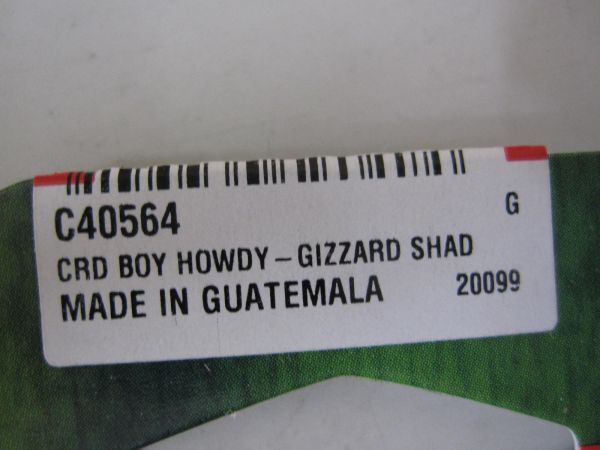 C40564 G
CRD BOY HOWDY – GIZZARD SHAD
MADE IN GUATEMALA 20099